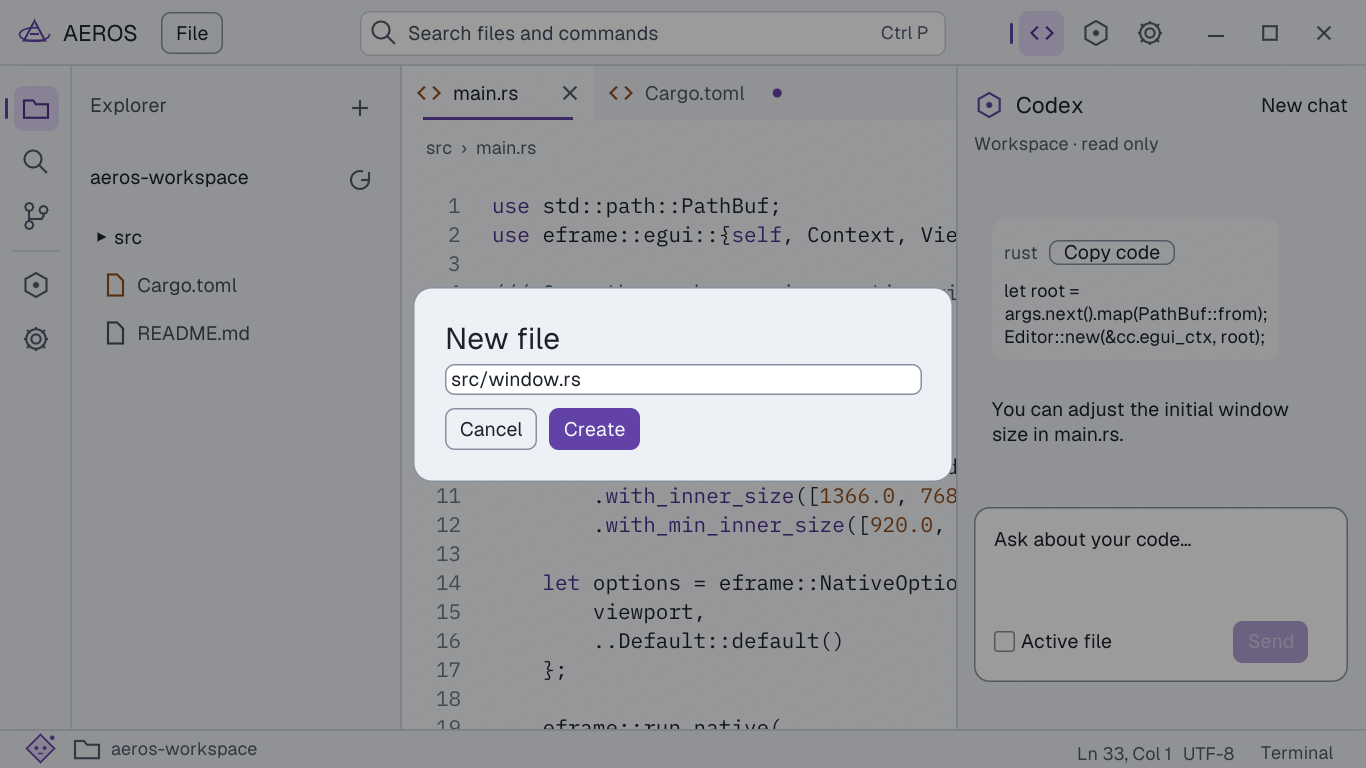 AEROS
File
Search files and commands
Ctrl P
Explorer
aeros-workspace
src
Cargo.toml
README.md
main.rs
Cargo.toml
src › main.rs
1 use std::path::PathBuf;
2 use eframe::egui::{self, Context, Vie
3
New file
src/window.rs
Cancel
Create
11 .with_inner_size([1366.0, 768
12 .with_min_inner_size([920.0,
13
14 let options = eframe::NativeOptio
15 viewport,
16 ..Default::default()
17 };
18
19 eframe::run_native(
Codex
New chat
Workspace · read only
rust
Copy code
let root =
args.next().map(PathBuf::from);
Editor::new(&cc.egui_ctx, root);
You can adjust the initial window
size in main.rs.
Ask about your code…
Active file
Send
aeros-workspace
Ln 33, Col 1
UTF-8
Terminal